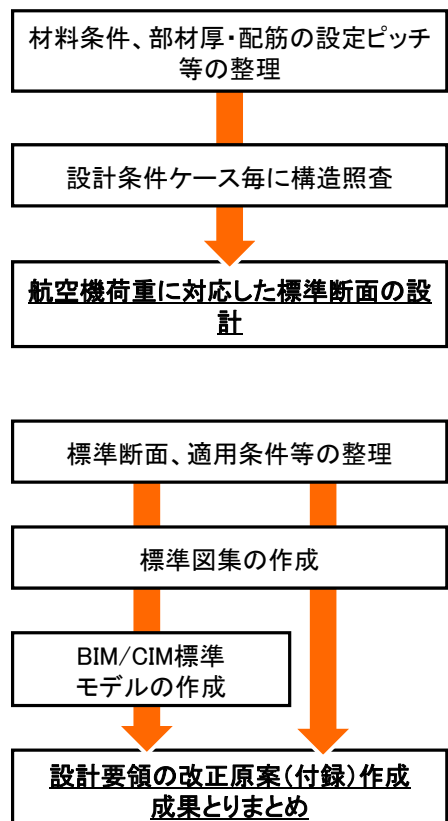 材料条件、部材厚・配筋の設定ピッチ
等の整理
設計条件ケース毎に構造照査
航空機荷重に対応した標準断面の設
計
標準断面、適用条件等の整理
標準図集の作成
BIM/CIM標準
モデルの作成
設計要領の改正原案(付録)作成
成果とりまとめ